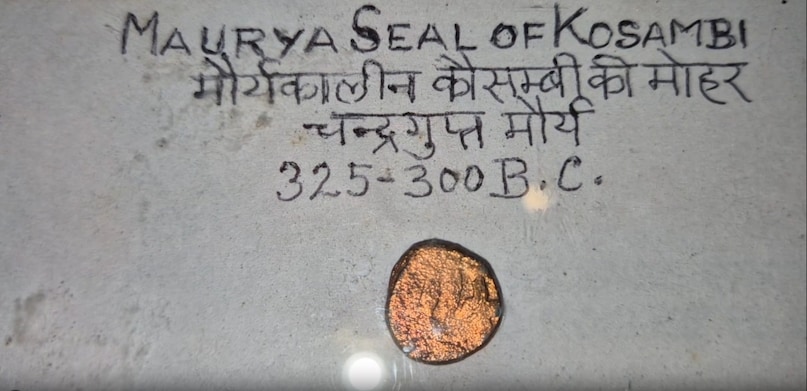 MAURYA SEAL OF KOSAMBI
मौर्यकालीन कौसम्बी की मोहर
चन्द्रगुप्त मौर्य
325-300 B.C.